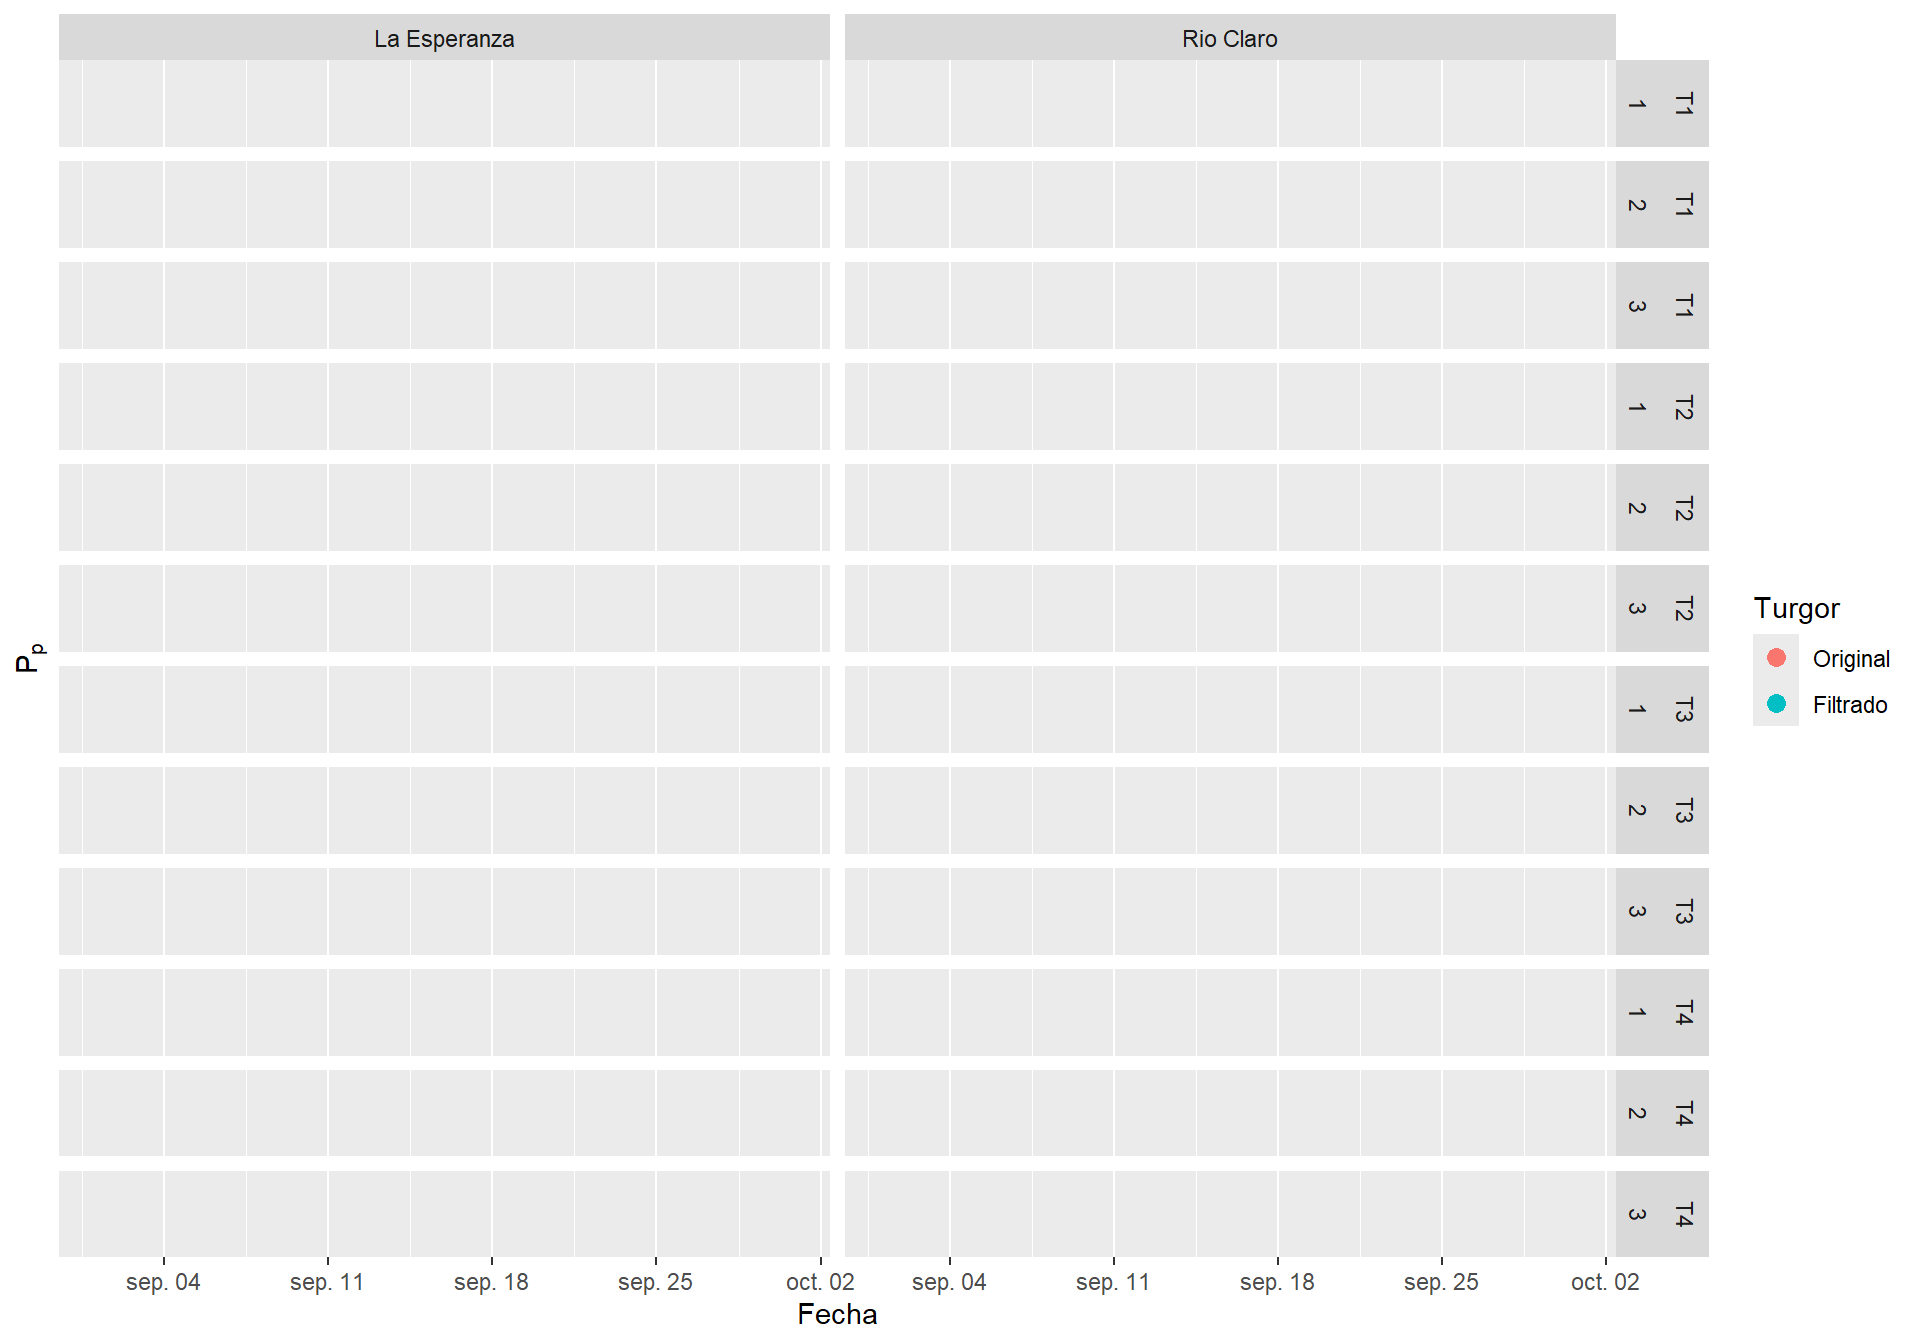 La Esperanza
Rio Claro
1 T1
2 T1
3 T1
1 T2
2 T2
3 T2
1 T3
2 T3
3 T3
1 T4
2 T4
3 T4
Pp
sep. 04 sep. 11 sep. 18 sep. 25 oct. 02
sep. 04 sep. 11 sep. 18 sep. 25 oct. 02
Fecha
Turgor
Original
Filtrado